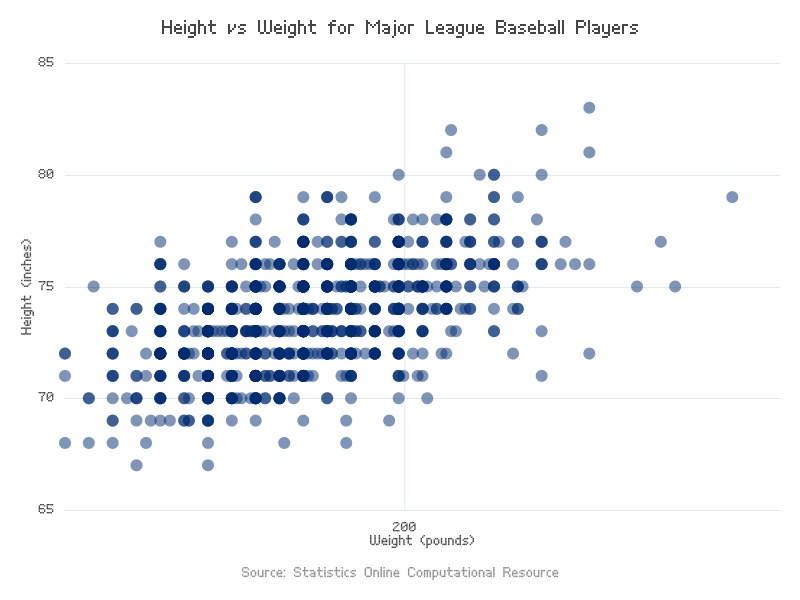 Height vs Weight for Major League Baseball Players
85
80
75
70
65
Height (inches)
200
Weight (pounds)
Source: Statistics Online Computational Resource